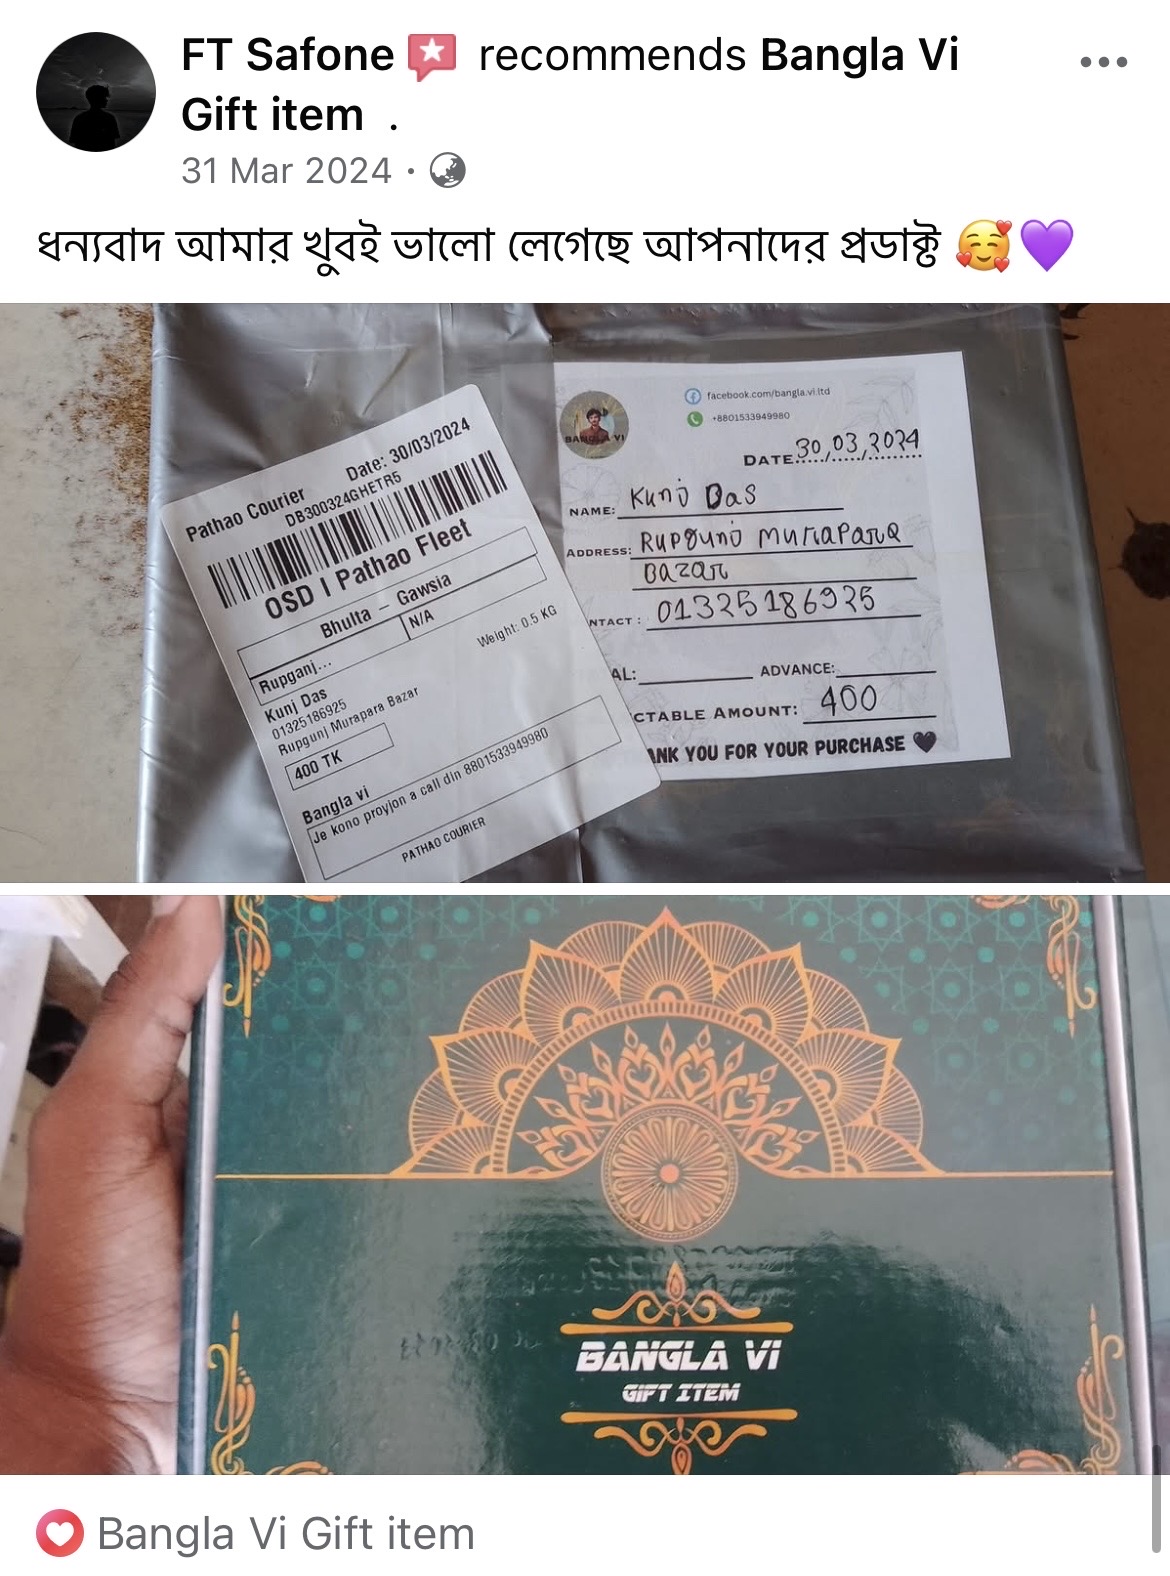 FT Safone recommends Bangla Vi
Gift item .
31 Mar 2024 ·
ধন্যবাদ আমার খুবই ভালো লেগেছে আপনাদের প্রডাক্ট 🥰💜
Pathao Courier
Date: 30/03/2024
DB300324GHETR5
OSD | Pathao Fleet
Bhulta – Gawsia
Rupganj...
N/A
Kunj Das
01325186925
Weight: 0.5 KG
Rupgunj Murapara Bazar
400 TK
Bangla vi
Je kono proyjon a call din 8801533949980
PATHAO COURIER
BANGLA VI
facebook.com/bangla.vi.ltd
+8801533949980
DATE 30,03,2024
NAME: Kunj Das
ADDRESS: Rupgunj Murapara
Bazar
NTACT : 01325186925
AL: ADVANCE:
CTABLE AMOUNT: 400
ANK YOU FOR YOUR PURCHASE 🖤
BANGLA VI
GIFT ITEM
Bangla Vi Gift item